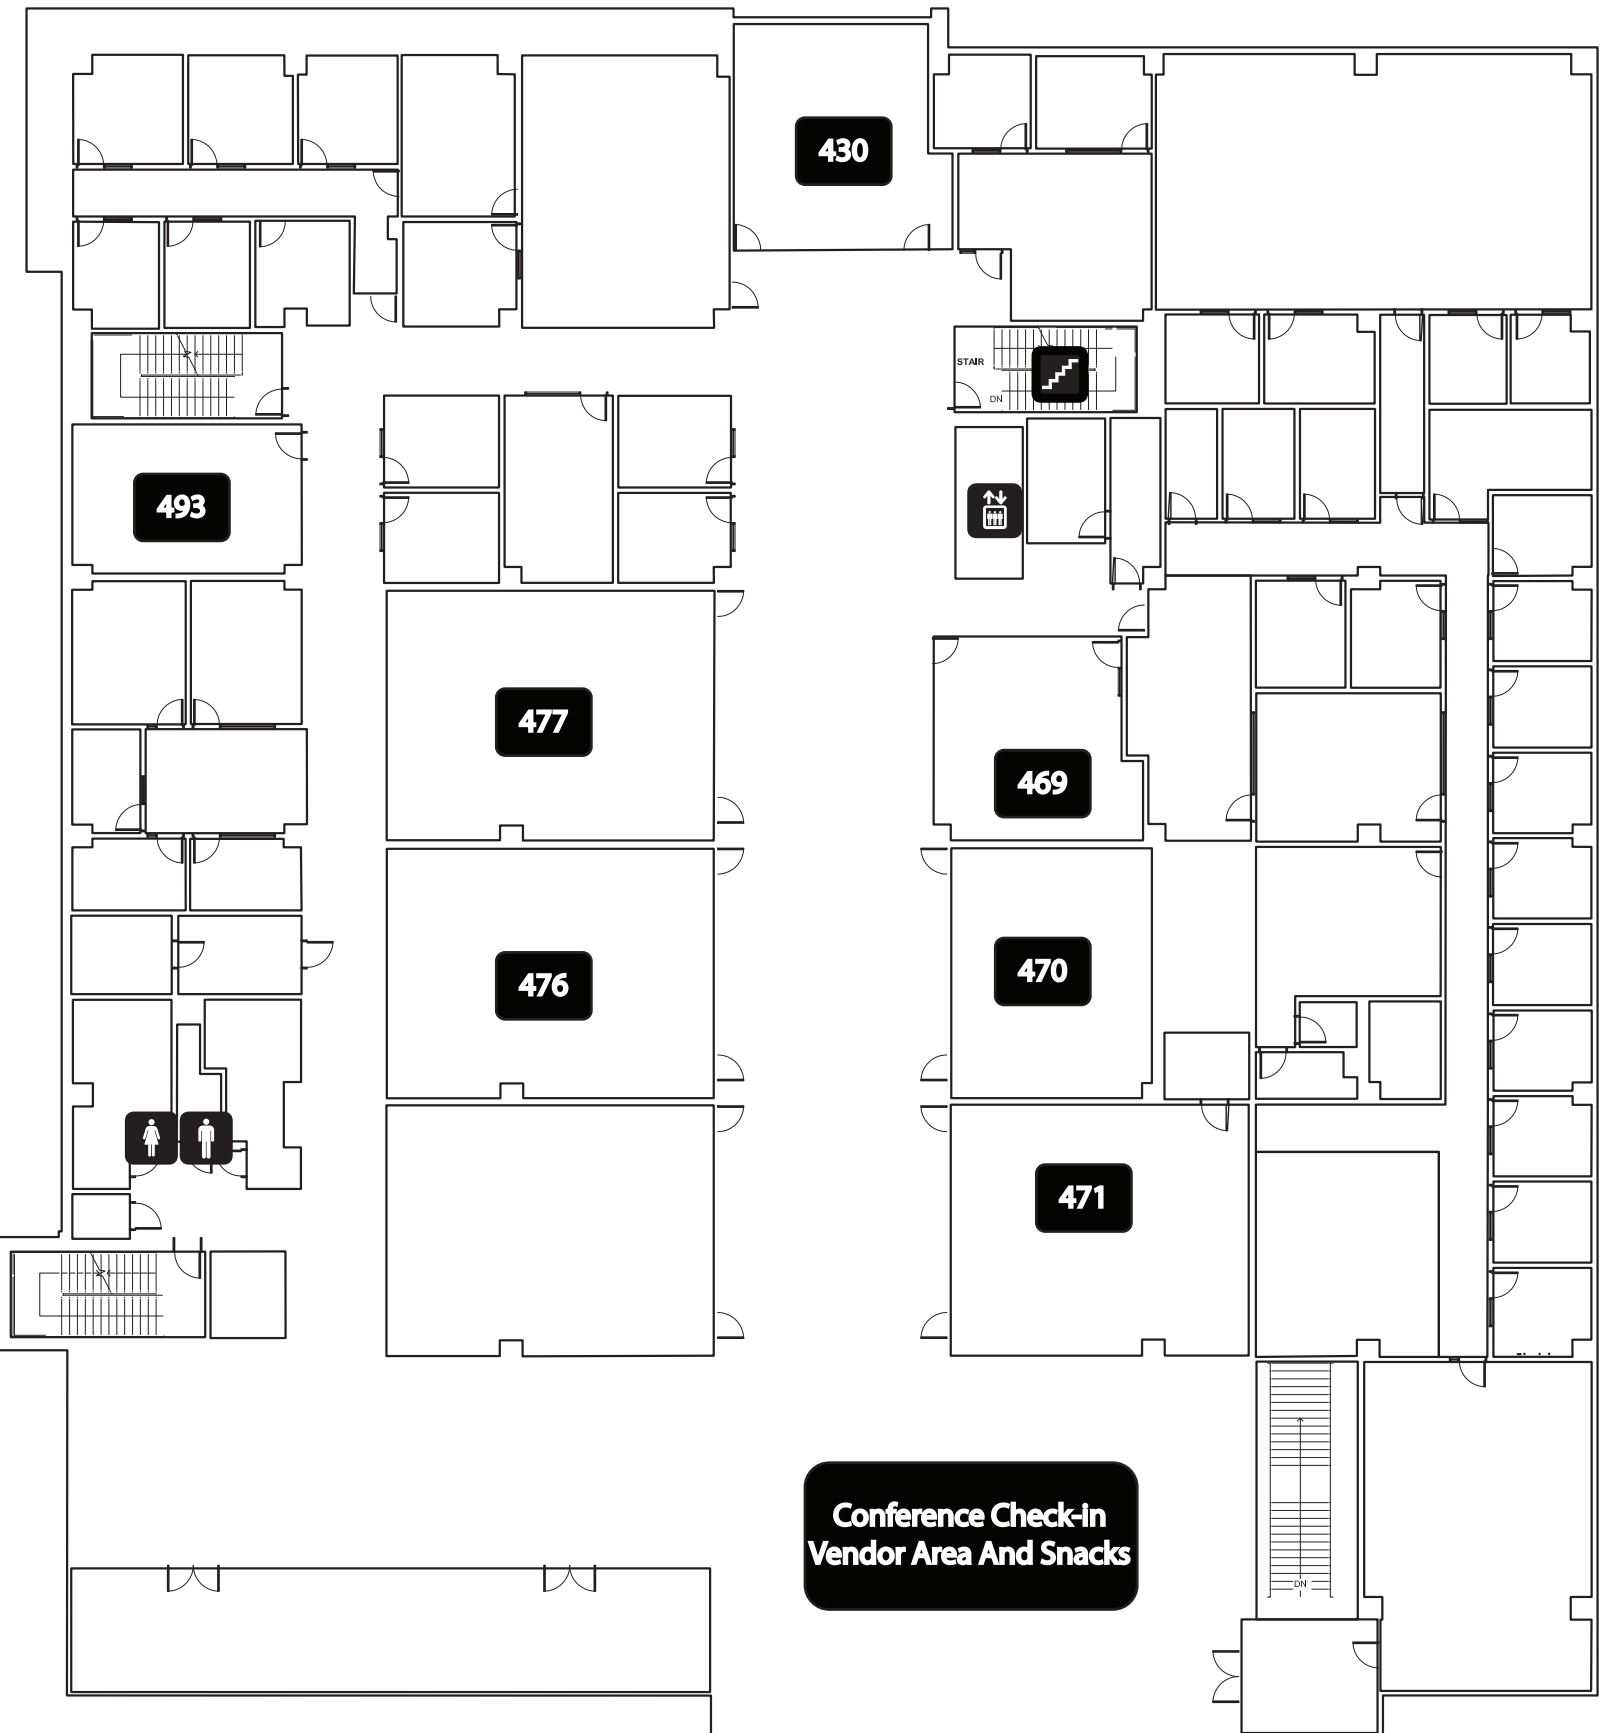 430
STAIR
DN
493
477
469
476
470
471
Conference Check-in
Vendor Area And Snacks
DN